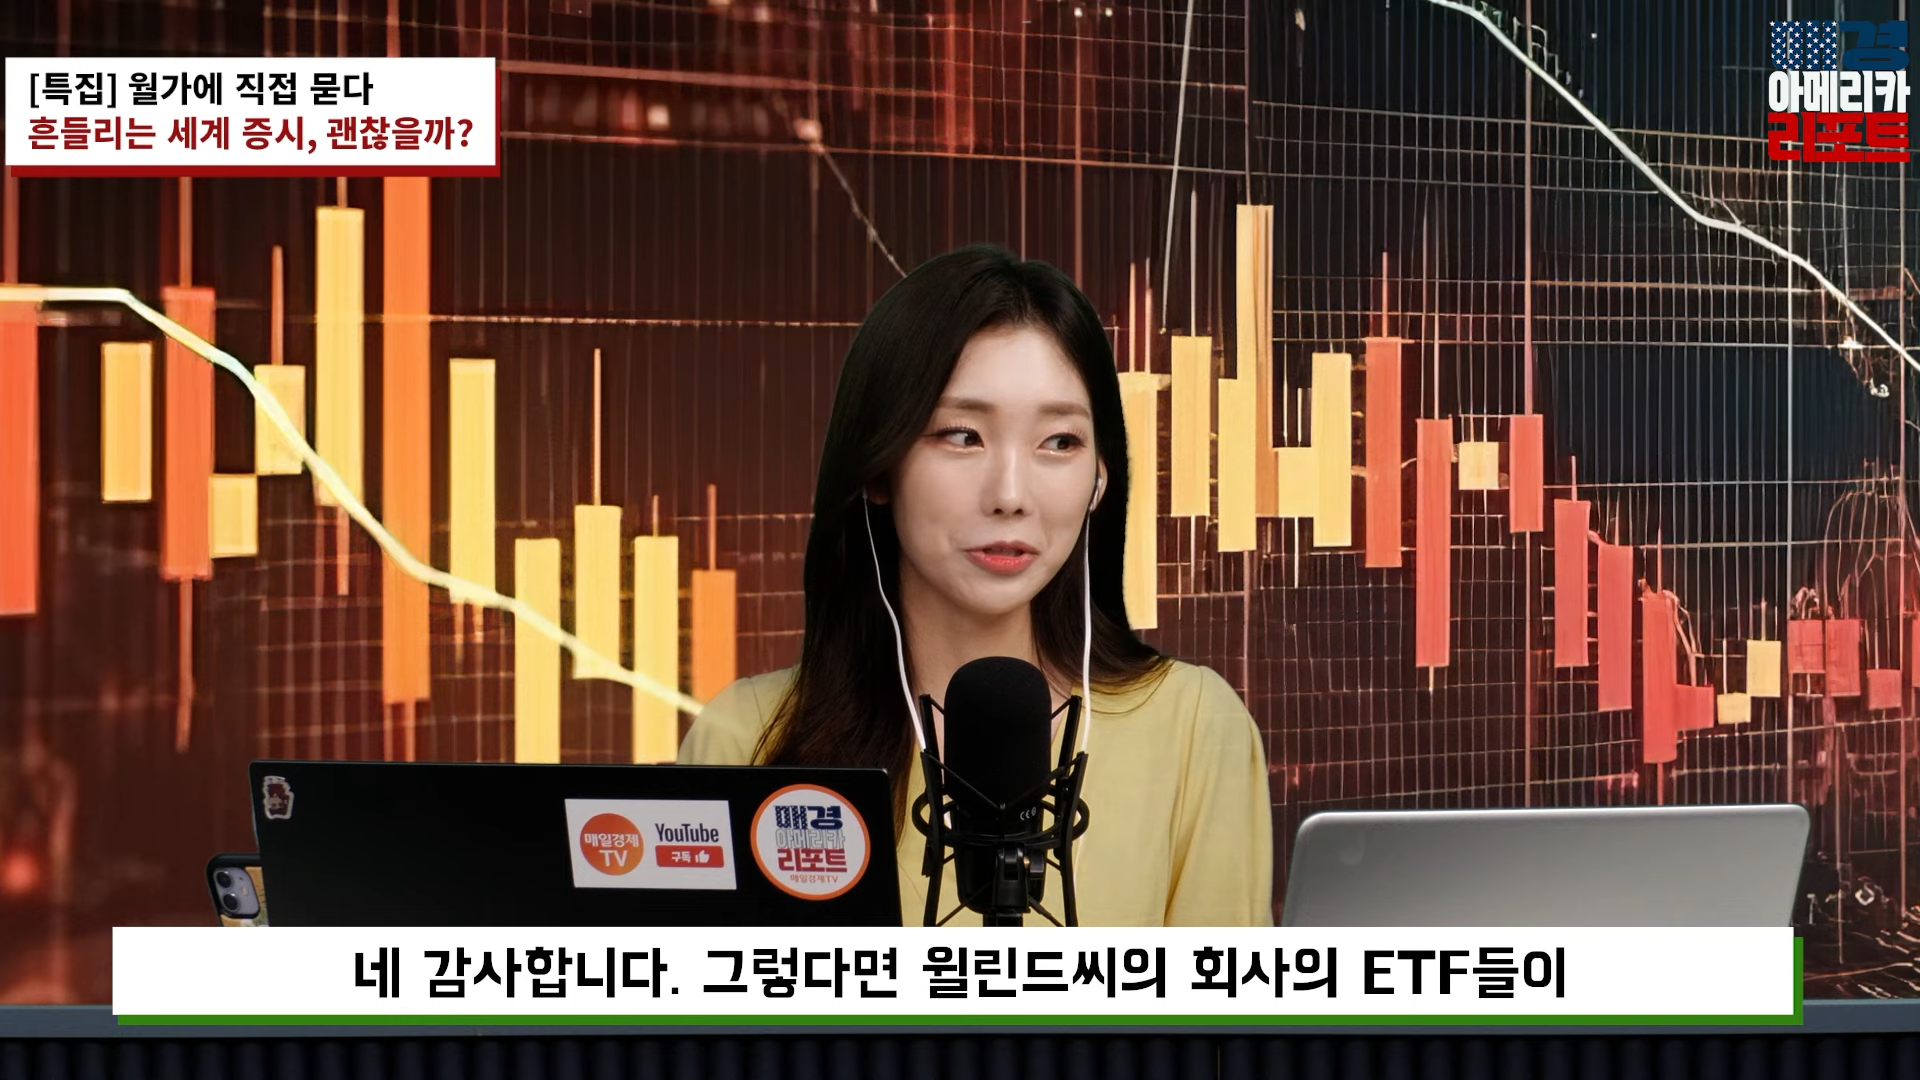 [특집] 월가에 직접 묻다
흔들리는 세계 증시, 괜찮을까?
매경
아메리카
리포트
매일경제
TV
YouTube
구독
매경
아메리카
리포트
매일경제TV
CE
네 감사합니다. 그렇다면 윌린드씨의 회사의 ETF들이